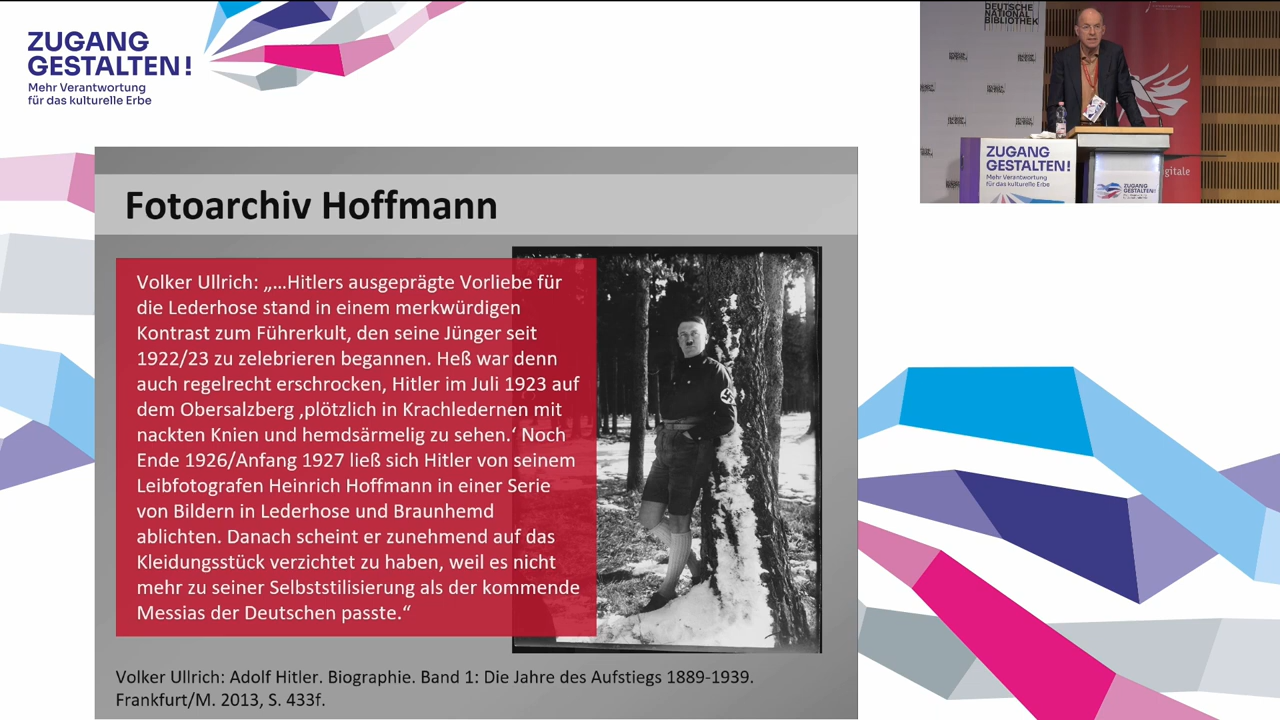 ZUGANG
GESTALTEN!
Mehr Verantwortung
für das kulturelle Erbe
DEUTSCHE
NATIONAL
BIBLIOTHEK
ZUGANG
GESTALTEN!
Mehr Verantwortung
für das kulturelle Erbe
ZUGANG
GESTALTEN!
igitale
Fotoarchiv Hoffmann
Volker Ullrich: „...Hitlers ausgeprägte Vorliebe für
die Lederhose stand in einem merkwürdigen
Kontrast zum Führerkult, den seine Jünger seit
1922/23 zu zelebrieren begannen. Heß war denn
auch regelrecht erschrocken, Hitler im Juli 1923 auf
dem Obersalzberg ‚plötzlich in Krachledernen mit
nackten Knien und hemdsärmelig zu sehen.‘ Noch
Ende 1926/Anfang 1927 ließ sich Hitler von seinem
Leibfotografen Heinrich Hoffmann in einer Serie
von Bildern in Lederhose und Braunhemd
ablichten. Danach scheint er zunehmend auf das
Kleidungsstück verzichtet zu haben, weil es nicht
mehr zu seiner Selbststilisierung als der kommende
Messias der Deutschen passte.“
Volker Ullrich: Adolf Hitler. Biographie. Band 1: Die Jahre des Aufstiegs 1889-1939.
Frankfurt/M. 2013, S. 433f.